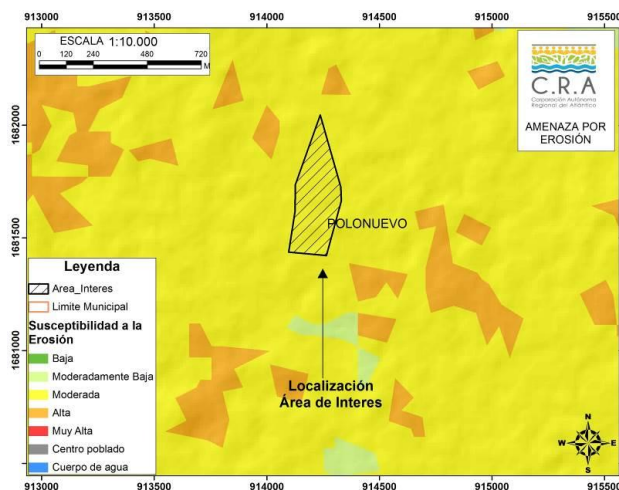 913000 913500 914000 914500 915000 915500
ESCALA 1:10.000
0 120 240 480 720
M
C.R.A
Corporación Autónoma
Regional del Atlántico
AMENAZA POR
EROSIÓN
1682000
1681500
1681000
POLONUEVO
Leyenda
Area_Interes
Limite Municipal
Susceptibilidad a la
Erosión
Baja
Moderadamente Baja
Moderada
Alta
Muy Alta
Centro poblado
Cuerpo de agua
Localización
Área de Interes
N
W E
S
913000 913500 914000 914500 915000 915500